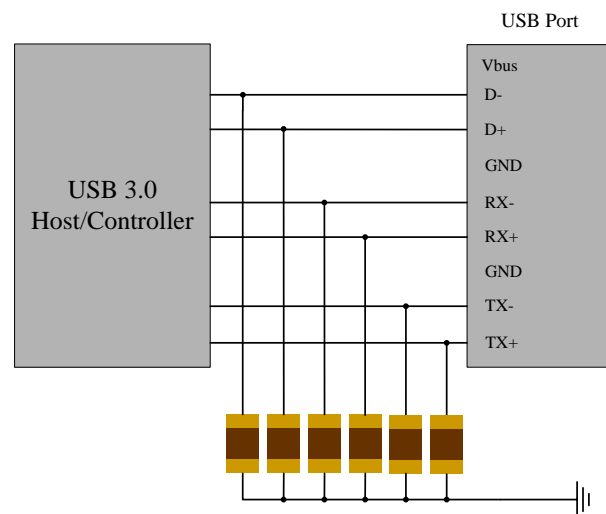 USB Port
USB 3.0
Host/Controller
Vbus
D-
D+
GND
RX-
RX+
GND
TX-
TX+